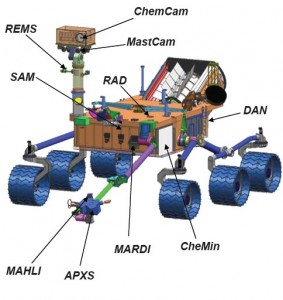 ChemCam
REMS
MastCam
SAM
RAD
DAN
MARDI
CheMin
MAHLI
APXS